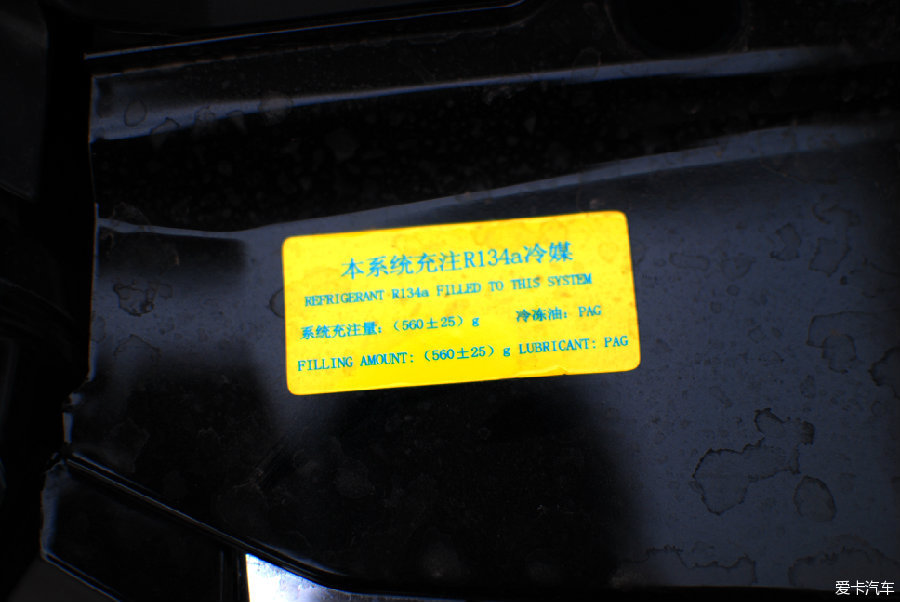 本系统充注R134a冷媒
REFRIGERANT R134a FILLED TO THIS SYSTEM
系统充注量:（560±25）g 冷冻油: PAG
FILLING AMOUNT:（560±25）g LUBRICANT: PAG
爱卡汽车